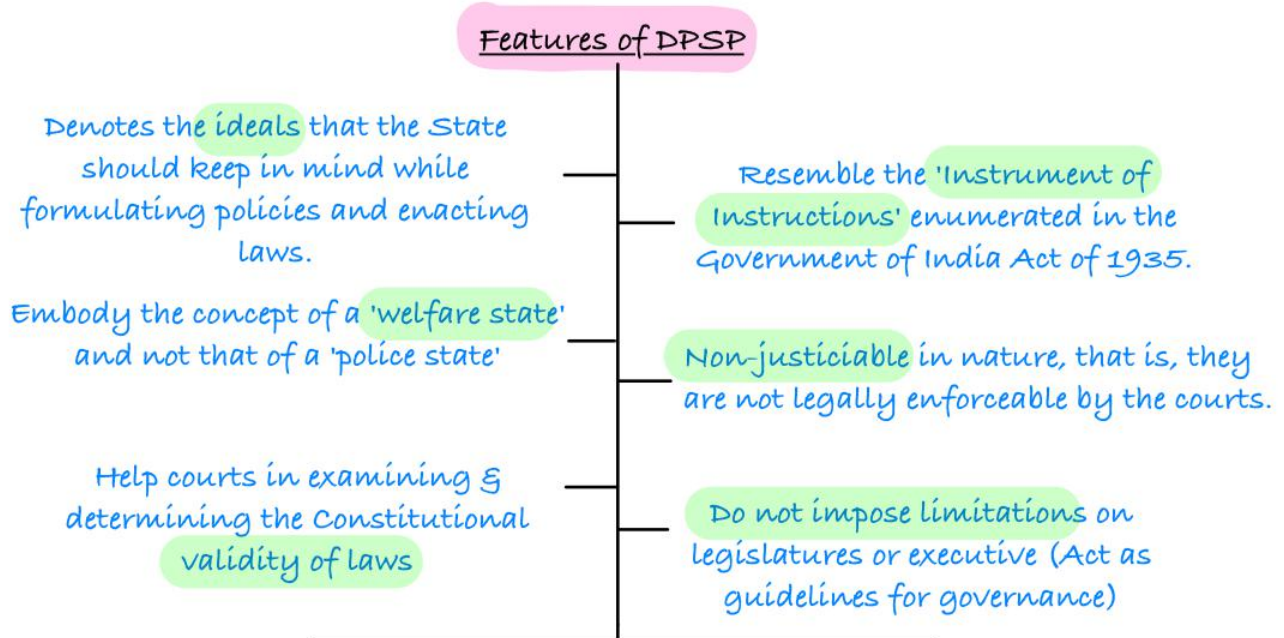 Features of DPSP
Denotes the ideals that the State
should keep in mind while
formulating policies and enacting
laws.
Resemble the 'Instrument of
Instructions' enumerated in the
Government of India Act of 1935.
Embody the concept of a 'welfare state'
and not that of a 'police state'
Non-justiciable in nature, that is, they
are not legally enforceable by the courts.
Help courts in examining &
determining the Constitutional
validity of laws
Do not impose limitations on
legislatures or executive (Act as
guidelines for governance)